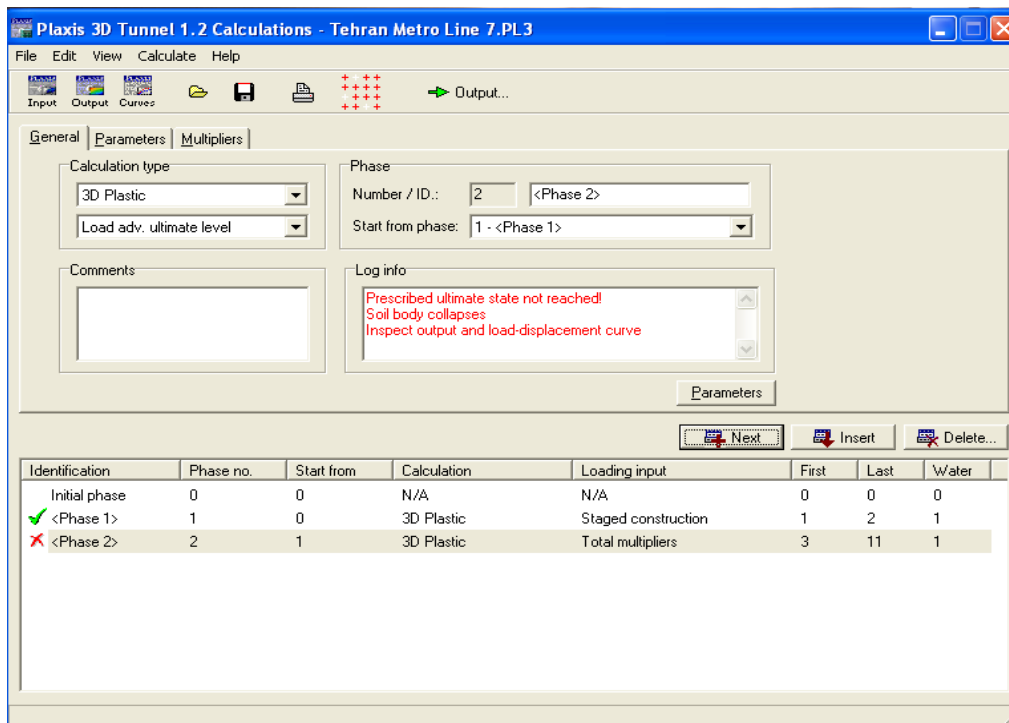 Plaxis 3D Tunnel 1.2 Calculations - Tehran Metro Line 7.PL3
File Edit View Calculate Help
Input Output Curves Output...
General Parameters Multipliers
Calculation type
3D Plastic
Load adv. ultimate level
Phase
Number / ID.: 2 <Phase 2>
Start from phase: 1 - <Phase 1>
Comments
Log info
Prescribed ultimate state not reached!
Soil body collapses
Inspect output and load-displacement curve
Parameters
Next Insert Delete...
Identification Phase no. Start from Calculation Loading input First Last Water
Initial phase 0 0 N/A N/A 0 0 0
<Phase 1> 1 0 3D Plastic Staged construction 1 2 1
<Phase 2> 2 1 3D Plastic Total multipliers 3 11 1